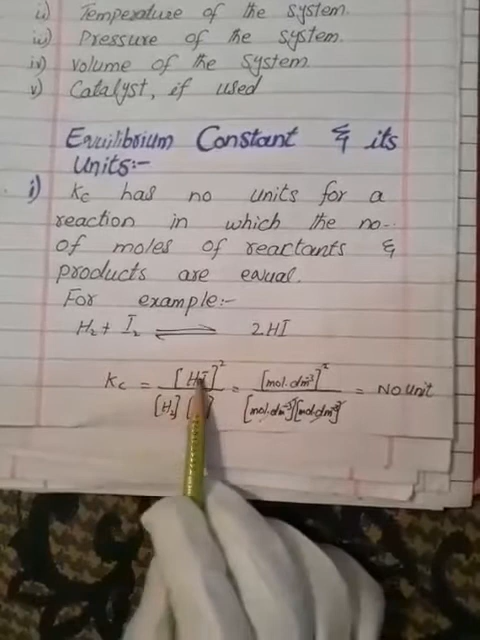 ii) Temperature of the system.
iii) Pressure of the system.
iv) Volume of the system
v) Catalyst, if used
Equilibrium Constant & its
Units:-
i) Kc has no units for a
reaction in which the no-
of moles of reactants &
products are equal.
For example:-
H₂ + I₂ ⇌ 2HI
Kc = [HI]² / [H₂] [ ] = [mol.dm⁻³]² / [mol.dm⁻³][mol.dm⁻³] = No unit